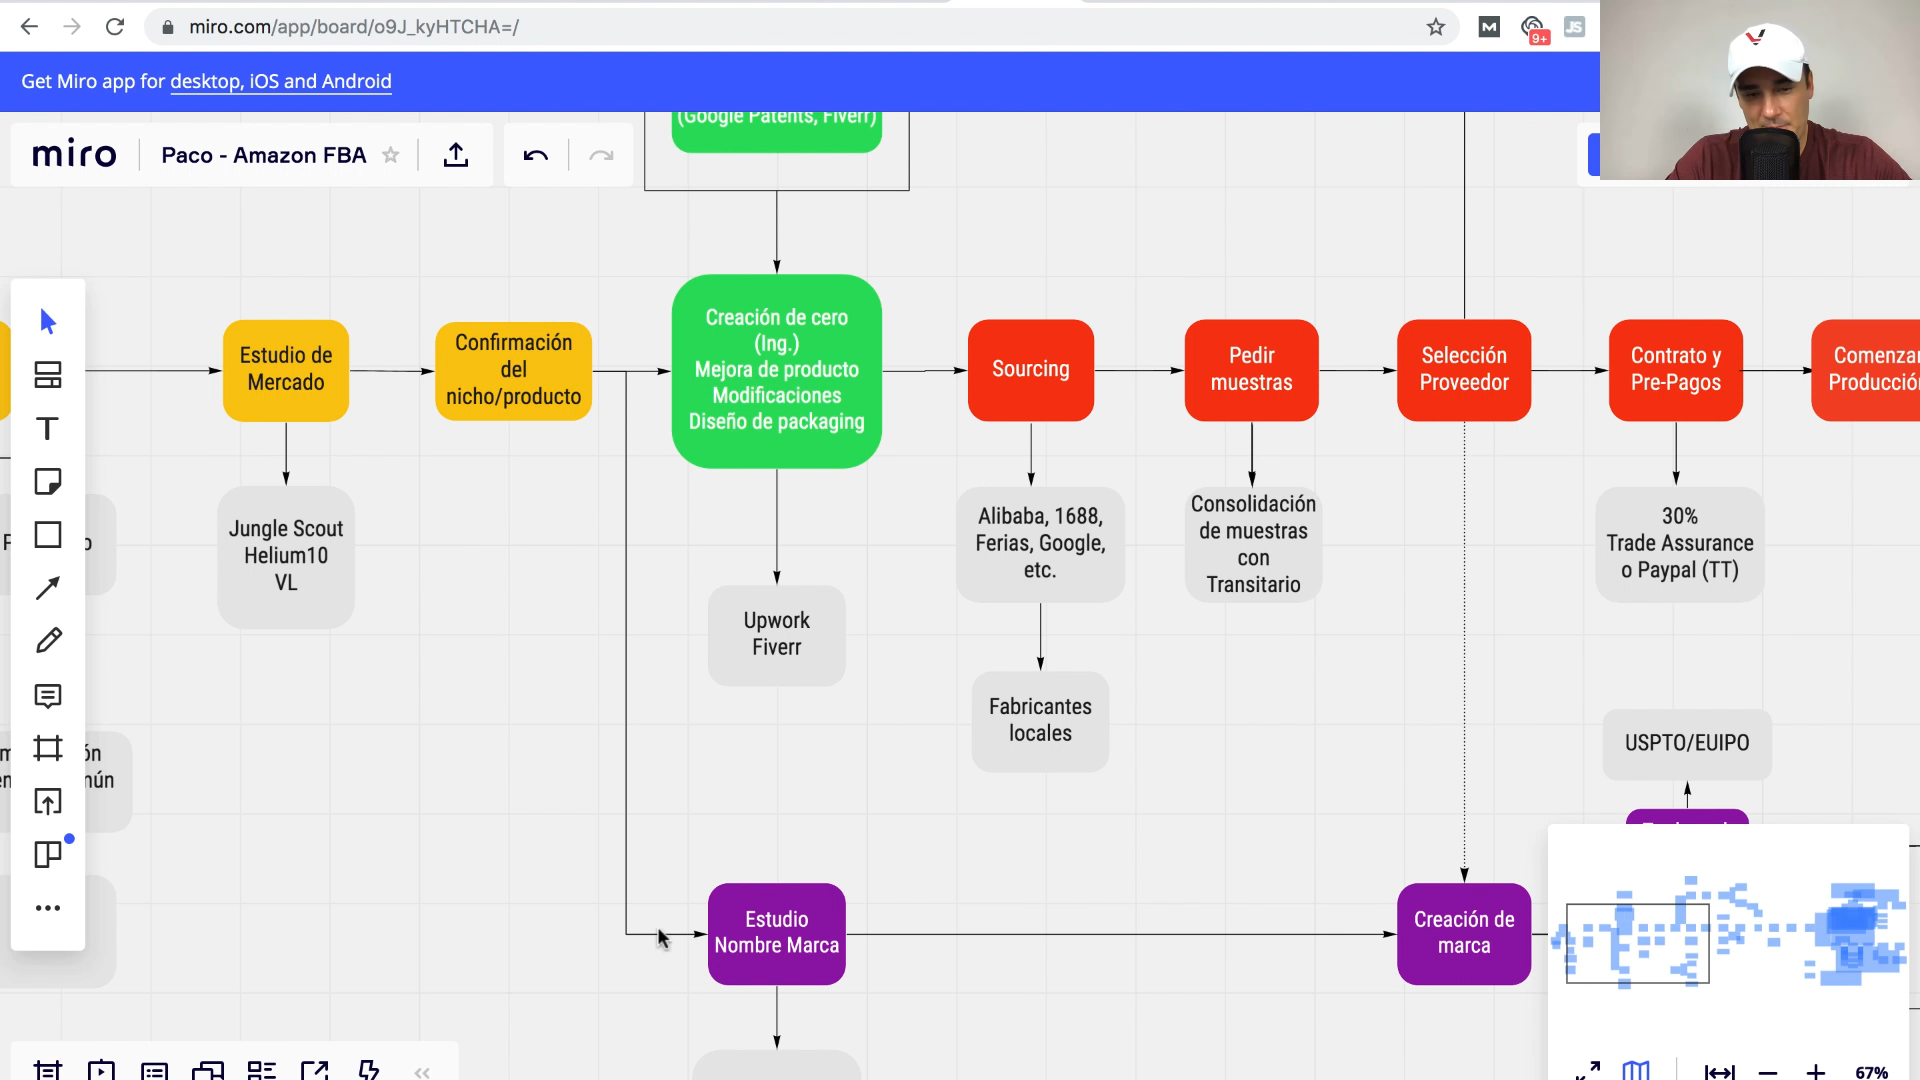 miro.com/app/board/o9J_kyHTCHA=/
9+
JS
Get Miro app for desktop, iOS and Android
miro
Paco - Amazon FBA
(Google Patents, Fiverr)
Estudio de
Mercado
Confirmación
del
nicho/producto
Creación de cero
(Ing.)
Mejora de producto
Modificaciones
Diseño de packaging
Sourcing
Pedir
muestras
Selección
Proveedor
Contrato y
Pre-Pagos
Comenzar
Producción
Jungle Scout
Helium10
VL
Upwork
Fiverr
Alibaba, 1688,
Ferias, Google,
etc.
Fabricantes
locales
Consolidación
de muestras
con
Transitario
30%
Trade Assurance
o Paypal (TT)
USPTO/EUIPO
Estudio
Nombre Marca
Creación de
marca
67%